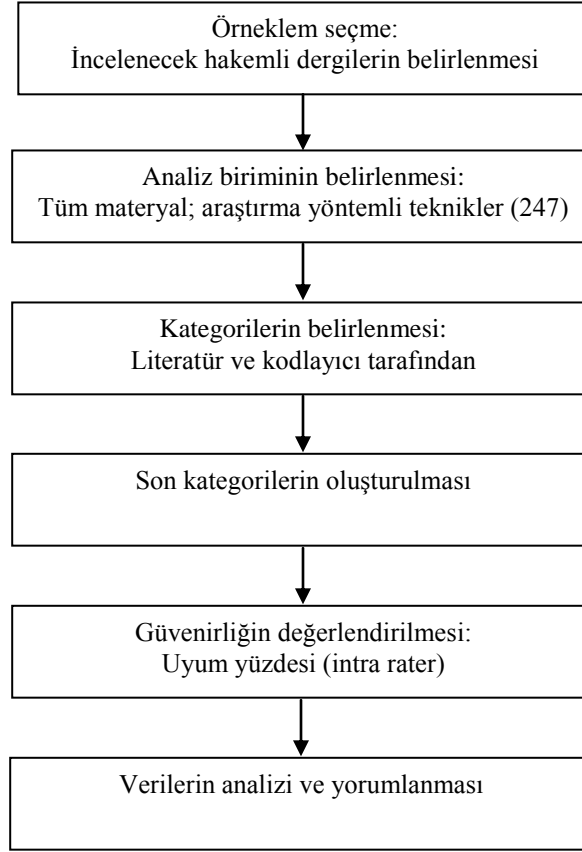 Örneklem seçme:
İncelenecek hakemli dergilerin belirlenmesi
Analiz biriminin belirlenmesi:
Tüm materyal; araştırma yöntemli teknikler (247)
Kategorilerin belirlenmesi:
Literatür ve kodlayıcı tarafından
Son kategorilerin oluşturulması
Güvenirliğin değerlendirilmesi:
Uyum yüzdesi (intra rater)
Verilerin analizi ve yorumlanması